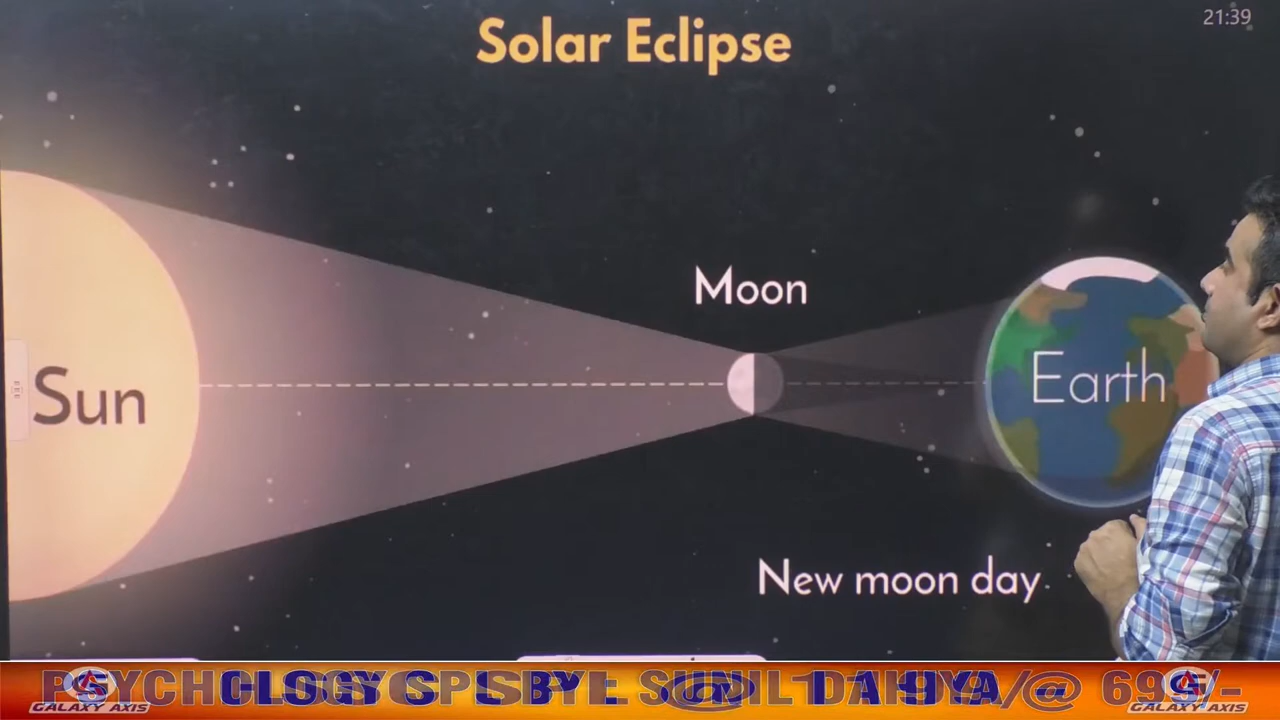 Solar Eclipse
21:39
Moon
Sun
Earth
New moon day
GALAXY AXIS
GALAXY AXIS